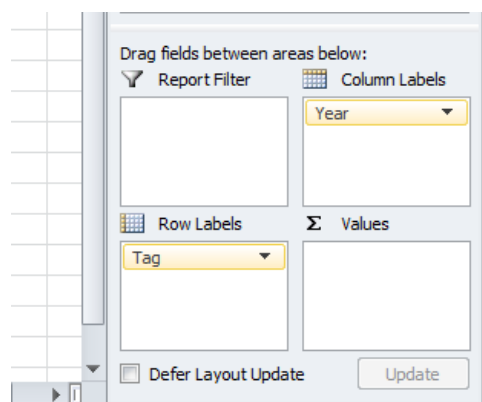 Drag fields between areas below:
Report Filter
Column Labels
Year
Row Labels
Σ Values
Tag
Defer Layout Update
Update